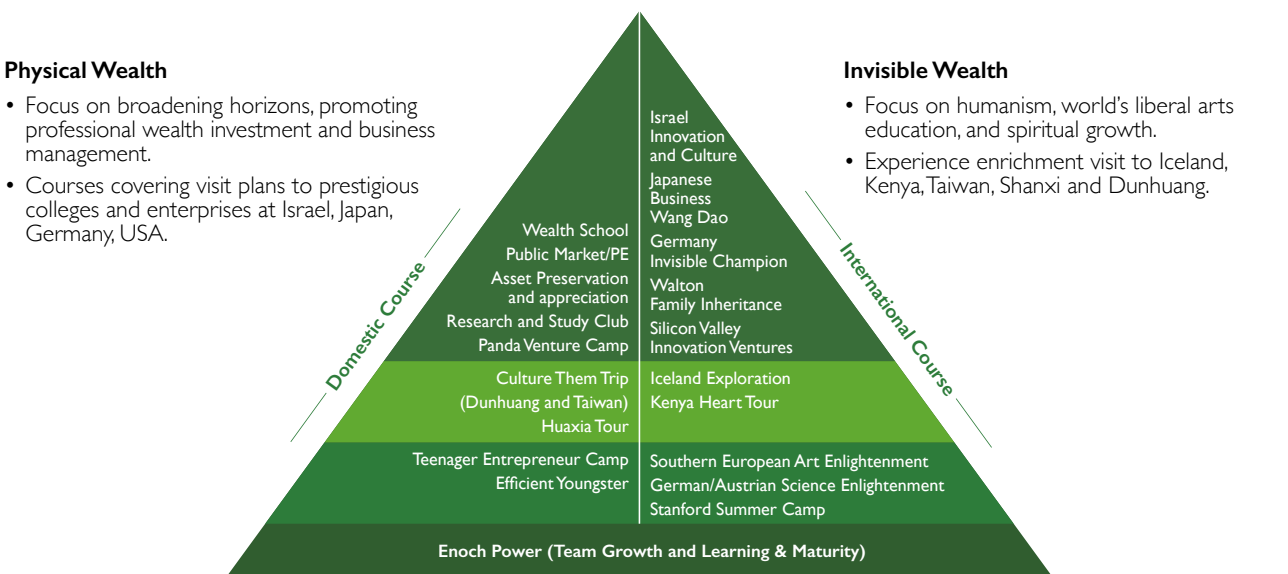 Physical Wealth
• Focus on broadening horizons, promoting
professional wealth investment and business
management.
• Courses covering visit plans to prestigious
colleges and enterprises at Israel, Japan,
Germany, USA.
Invisible Wealth
• Focus on humanism, world's liberal arts
education, and spiritual growth.
• Experience enrichment visit to Iceland,
Kenya, Taiwan, Shanxi and Dunhuang.
Domestic Course
Wealth School
Public Market/PE
Asset Preservation
and appreciation
Research and Study Club
Panda Venture Camp
Israel
Innovation
and Culture
Japanese
Business
Wang Dao
Germany
Invisible Champion
Walton
Family Inheritance
Silicon Valley
Innovation Ventures
International Course
Culture Them Trip
(Dunhuang and Taiwan)
Huaxia Tour
Iceland Exploration
Kenya Heart Tour
Teenager Entrepreneur Camp
Efficient Youngster
Southern European Art Enlightenment
German/Austrian Science Enlightenment
Stanford Summer Camp
Enoch Power (Team Growth and Learning & Maturity)